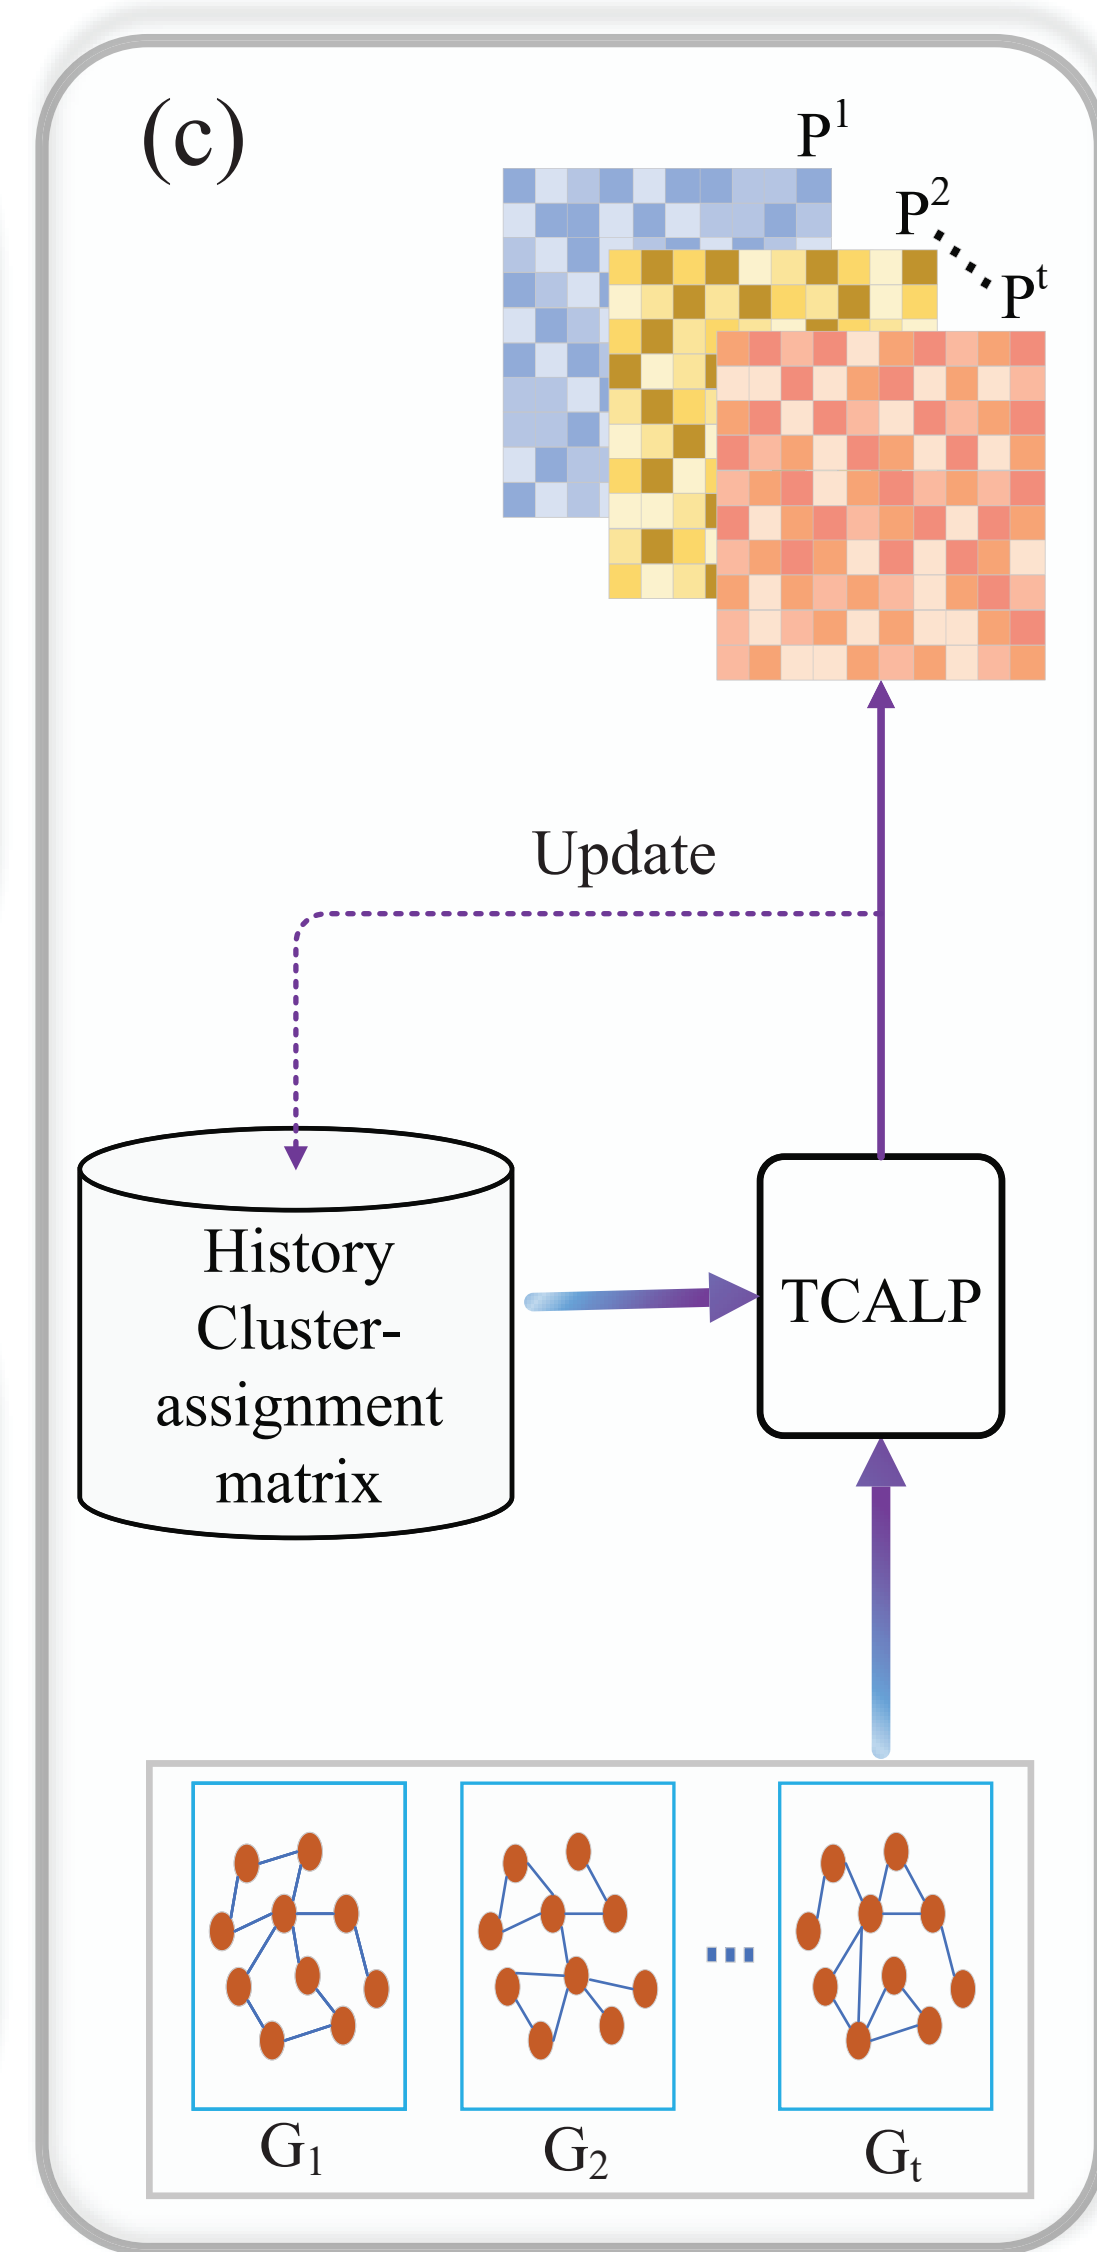 (c)
P¹
P²
Pᵗ
Update
History
Cluster-
assignment
matrix
TCALP
G₁
G₂
Gₜ